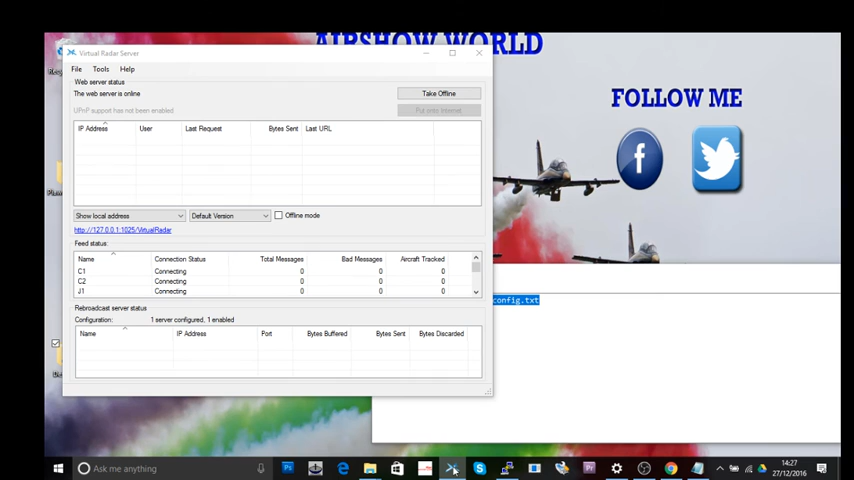 AIRSHOW WORLD
FOLLOW ME
Virtual Radar Server
File Tools Help
Web server status
The web server is online
Take Offline
UPnP support has not been enabled
Put onto Internet
IP Address User Last Request Bytes Sent Last URL
Show local address Default Version Offline mode
http://127.0.0.1:1025/VirtualRadar
Feed status:
Name Connection Status Total Messages Bad Messages Aircraft Tracked
C1 Connecting 0 0 0
C2 Connecting 0 0 0
J1 Connecting 0 0 0
config.txt
Rebroadcast server status
Configuration: 1 server configured, 1 enabled
Name IP Address Port Bytes Buffered Bytes Sent Bytes Discarded
Ask me anything
14:27
27/12/2016